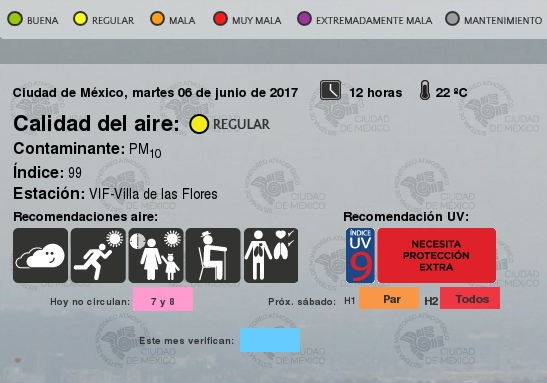 BUENA REGULAR MALA MUY MALA EXTREMADAMENTE MALA MANTENIMIENTO
Ciudad de México, martes 06 de junio de 2017 12 horas 22 ºC
Calidad del aire: REGULAR
Contaminante: PM10
Índice: 99
Estación: VIF-Villa de las Flores
Recomendaciones aire: Recomendación UV:
ÍNDICE UV 9 NECESITA PROTECCIÓN EXTRA
Hoy no circulan: 7 y 8 Próx. sábado: H1 Par H2 Todos
Este mes verifican:
CIUDAD DE MÉXICO